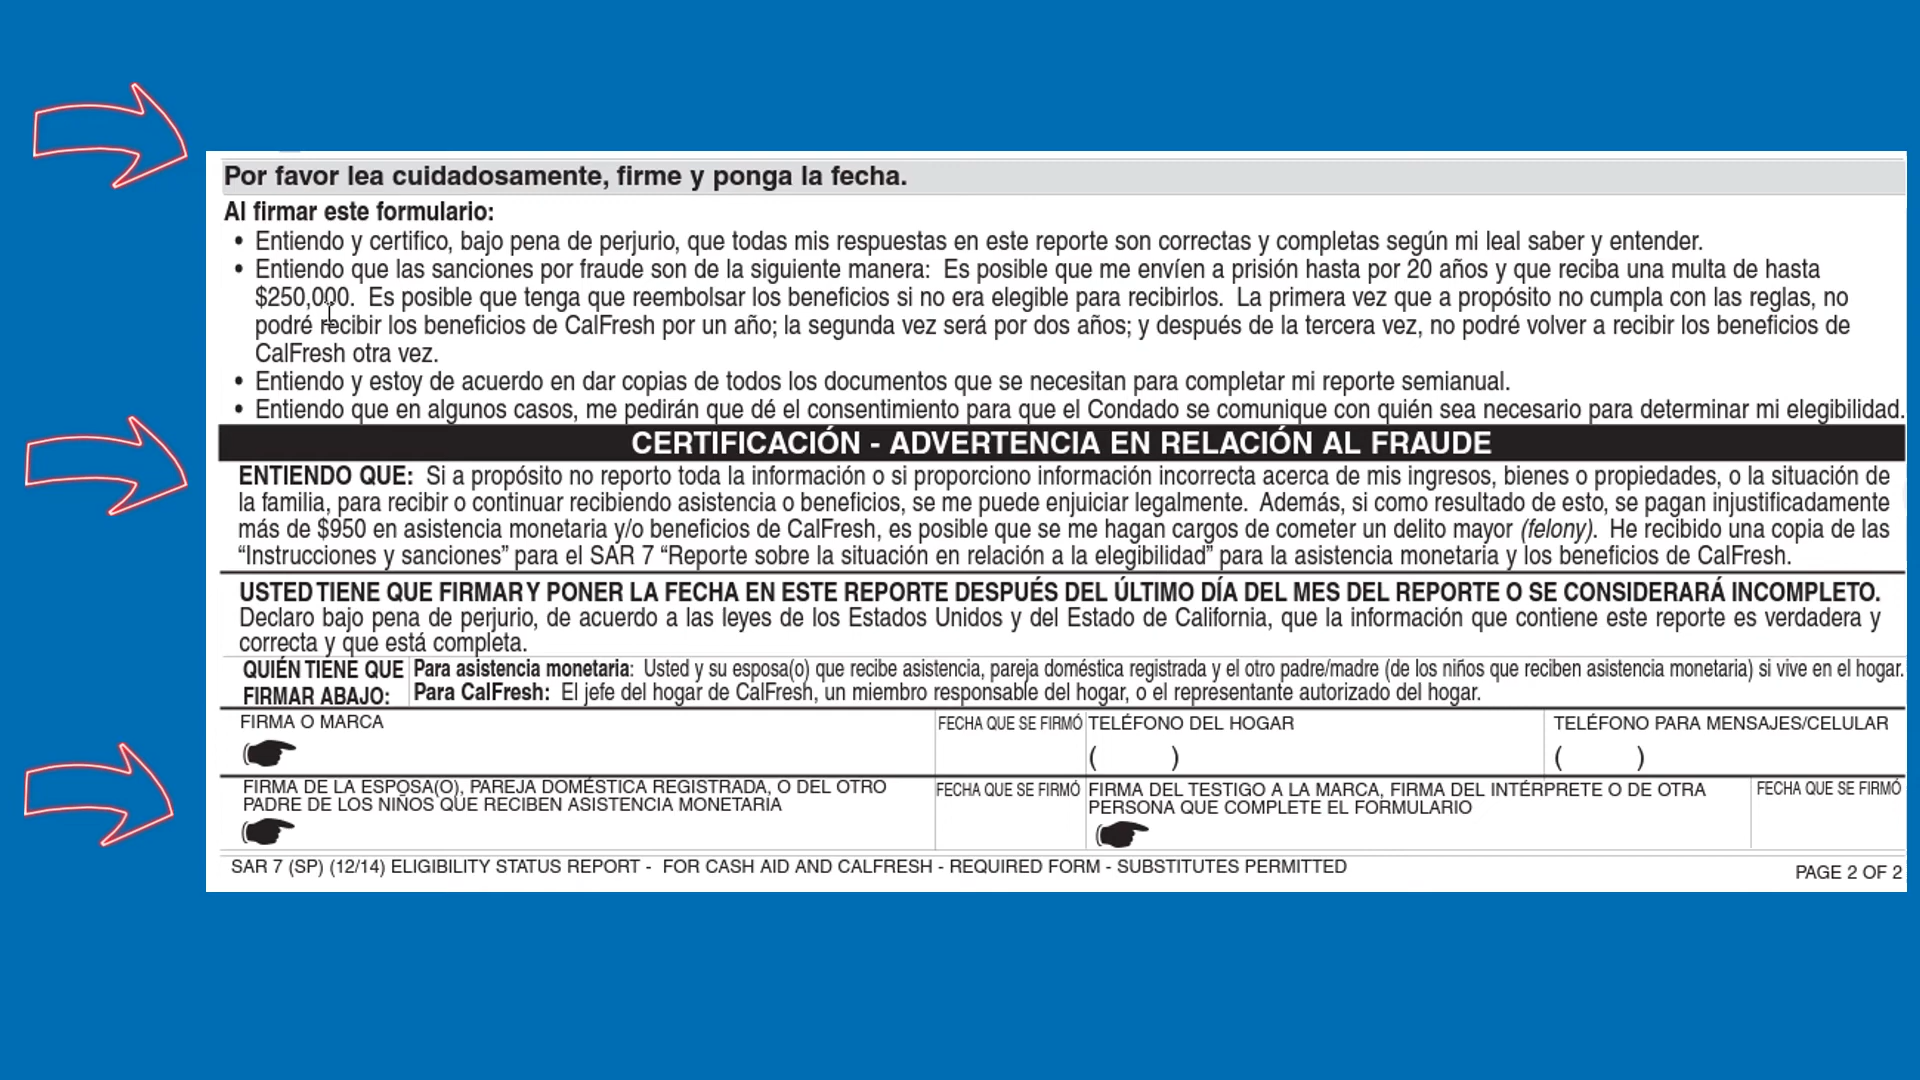 Por favor lea cuidadosamente, firme y ponga la fecha.
Al firmar este formulario:
• Entiendo y certifico, bajo pena de perjurio, que todas mis respuestas en este reporte son correctas y completas según mi leal saber y entender.
• Entiendo que las sanciones por fraude son de la siguiente manera: Es posible que me envíen a prisión hasta por 20 años y que reciba una multa de hasta
$250,000. Es posible que tenga que reembolsar los beneficios si no era elegible para recibirlos. La primera vez que a propósito no cumpla con las reglas, no
podré recibir los beneficios de CalFresh por un año; la segunda vez será por dos años; y después de la tercera vez, no podré volver a recibir los beneficios de
CalFresh otra vez.
• Entiendo y estoy de acuerdo en dar copias de todos los documentos que se necesitan para completar mi reporte semianual.
• Entiendo que en algunos casos, me pedirán que dé el consentimiento para que el Condado se comunique con quién sea necesario para determinar mi elegibilidad.
CERTIFICACIÓN - ADVERTENCIA EN RELACIÓN AL FRAUDE
ENTIENDO QUE: Si a propósito no reporto toda la información o si proporciono información incorrecta acerca de mis ingresos, bienes o propiedades, o la situación de
la familia, para recibir o continuar recibiendo asistencia o beneficios, se me puede enjuiciar legalmente. Además, si como resultado de esto, se pagan injustificadamente
más de $950 en asistencia monetaria y/o beneficios de CalFresh, es posible que se me hagan cargos de cometer un delito mayor (felony). He recibido una copia de las
“Instrucciones y sanciones” para el SAR 7 “Reporte sobre la situación en relación a la elegibilidad” para la asistencia monetaria y los beneficios de CalFresh.
USTED TIENE QUE FIRMAR Y PONER LA FECHA EN ESTE REPORTE DESPUÉS DEL ÚLTIMO DÍA DEL MES DEL REPORTE O SE CONSIDERARÁ INCOMPLETO.
Declaro bajo pena de perjurio, de acuerdo a las leyes de los Estados Unidos y del Estado de California, que la información que contiene este reporte es verdadera y
correcta y que está completa.
QUIÉN TIENE QUE FIRMAR ABAJO:
Para asistencia monetaria: Usted y su esposa(o) que recibe asistencia, pareja doméstica registrada y el otro padre/madre (de los niños que reciben asistencia monetaria) si vive en el hogar.
Para CalFresh: El jefe del hogar de CalFresh, un miembro responsable del hogar, o el representante autorizado del hogar.
FIRMA O MARCA
FECHA QUE SE FIRMÓ
TELÉFONO DEL HOGAR
( )
TELÉFONO PARA MENSAJES/CELULAR
( )
FIRMA DE LA ESPOSA(O), PAREJA DOMÉSTICA REGISTRADA, O DEL OTRO
PADRE DE LOS NIÑOS QUE RECIBEN ASISTENCIA MONETARIA
FECHA QUE SE FIRMÓ
FIRMA DEL TESTIGO A LA MARCA, FIRMA DEL INTÉRPRETE O DE OTRA
PERSONA QUE COMPLETE EL FORMULARIO
FECHA QUE SE FIRMÓ
SAR 7 (SP) (12/14) ELIGIBILITY STATUS REPORT - FOR CASH AID AND CALFRESH - REQUIRED FORM - SUBSTITUTES PERMITTED
PAGE 2 OF 2